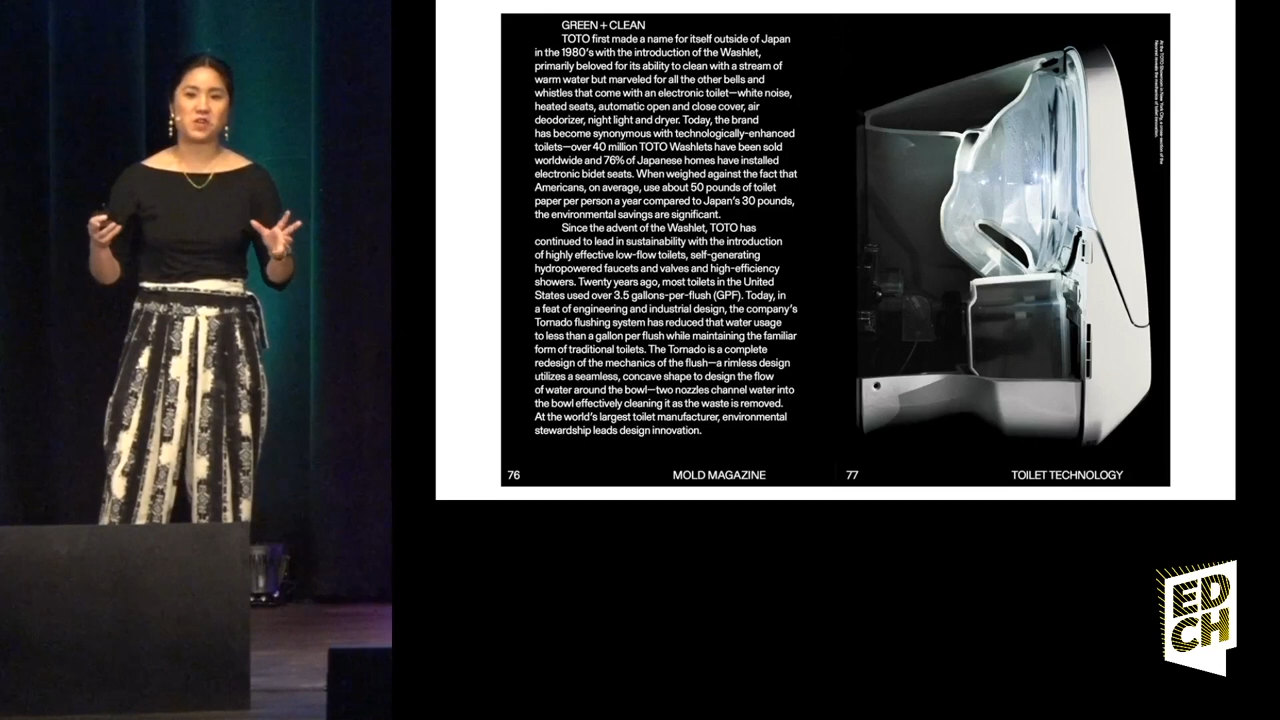 GREEN + CLEAN
TOTO first made a name for itself outside of Japan
in the 1980's with the introduction of the Washlet,
primarily beloved for its ability to clean with a stream of
warm water but marveled for all the other bells and
whistles that come with an electronic toilet—white noise,
heated seats, automatic open and close cover, air
deodorizer, night light and dryer. Today, the brand
has become synonymous with technologically-enhanced
toilets—over 40 million TOTO Washlets have been sold
worldwide and 76% of Japanese homes have installed
electronic bidet seats. When weighed against the fact that
Americans, on average, use about 50 pounds of toilet
paper per person a year compared to Japan's 30 pounds,
the environmental savings are significant.
Since the advent of the Washlet, TOTO has
continued to lead in sustainability with the introduction
of highly effective low-flow toilets, self-generating
hydropowered faucets and valves and high-efficiency
showers. Twenty years ago, most toilets in the United
States used over 3.5 gallons-per-flush (GPF). Today, in
a feat of engineering and industrial design, the company's
Tornado flushing system has reduced that water usage
to less than a gallon per flush while maintaining the familiar
form of traditional toilets. The Tornado is a complete
redesign of the mechanics of the flush—a rimless design
utilizes a seamless, concave shape to design the flow
of water around the bowl—two nozzles channel water into
the bowl effectively cleaning it as the waste is removed.
At the world's largest toilet manufacturer, environmental
stewardship leads design innovation.
76
MOLD MAGAZINE
77
TOILET TECHNOLOGY
At the TOTO Showroom in New York City, a cross-section of the
ED
CH